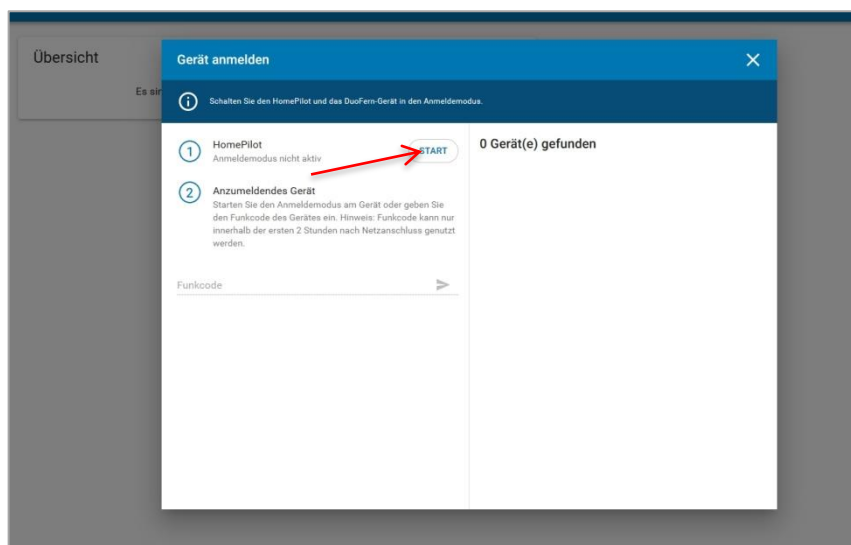 Übersicht
Es sin
Gerät anmelden
Schalten Sie den HomePilot und das DuoFern-Gerät in den Anmeldemodus.
1
HomePilot
Anmeldemodus nicht aktiv
START
2
Anzumeldendes Gerät
Starten Sie den Anmeldemodus am Gerät oder geben Sie
den Funkcode des Gerätes ein. Hinweis: Funkcode kann nur
innerhalb der ersten 2 Stunden nach Netzanschluss genutzt
werden.
Funkcode
0 Gerät(e) gefunden